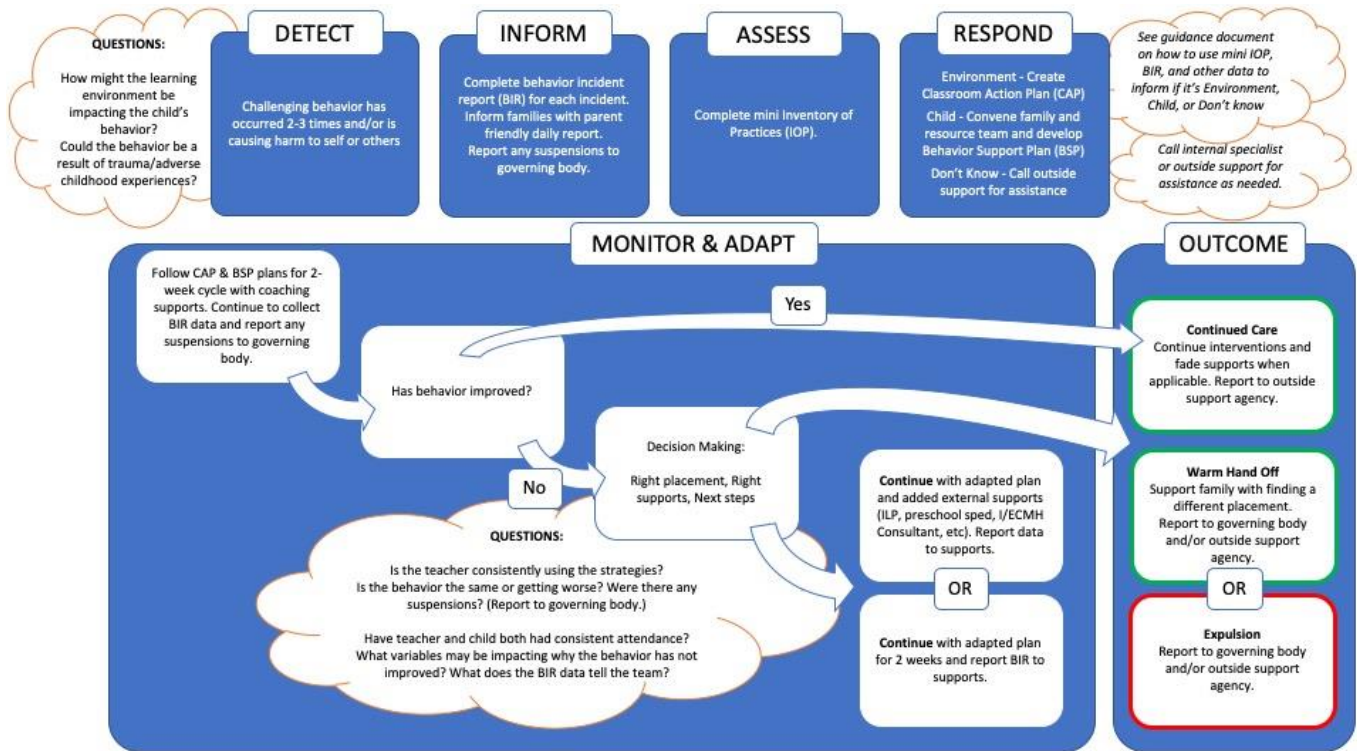 QUESTIONS:
How might the learning
environment be
impacting the child's
behavior?
Could the behavior be a
result of trauma/adverse
childhood experiences?
DETECT
Challenging behavior has
occurred 2-3 times and/or is
causing harm to self or others
INFORM
Complete behavior incident
report (BIR) for each incident.
Inform families with parent
friendly daily report.
Report any suspensions to
governing body.
ASSESS
Complete mini Inventory of
Practices (IOP).
RESPOND
Environment - Create
Classroom Action Plan (CAP)
Child - Convene family and
resource team and develop
Behavior Support Plan (BSP)
Don't Know - Call outside
support for assistance
See guidance document
on how to use mini IOP,
BIR, and other data to
inform if it's Environment,
Child, or Don't know
Call internal specialist
or outside support for
assistance as needed.
MONITOR & ADAPT
Follow CAP & BSP plans for 2-
week cycle with coaching
supports. Continue to collect
BIR data and report any
suspensions to governing
body.
Has behavior improved?
Yes
No
Decision Making:
Right placement, Right
supports, Next steps
QUESTIONS:
Is the teacher consistently using the strategies?
Is the behavior the same or getting worse? Were there any
suspensions? (Report to governing body.)
Have teacher and child both had consistent attendance?
What variables may be impacting why the behavior has not
improved? What does the BIR data tell the team?
Continue with adapted plan
and added external supports
(ILP, preschool sped, I/ECMH
Consultant, etc). Report data
to supports.
OR
Continue with adapted plan
for 2 weeks and report BIR to
supports.
OUTCOME
Continued Care
Continue interventions and
fade supports when
applicable. Report to outside
support agency.
Warm Hand Off
Support family with finding a
different placement.
Report to governing body
and/or outside support
agency.
OR
Expulsion
Report to governing body
and/or outside support
agency.